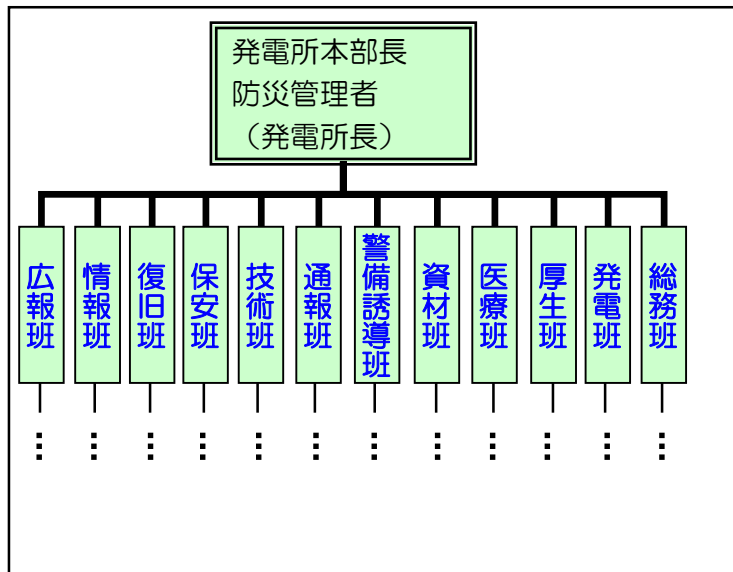 発電所本部長
防災管理者
（発電所長）
広報班
情報班
復旧班
保安班
技術班
通報班
警備誘導班
資材班
医療班
厚生班
発電班
総務班